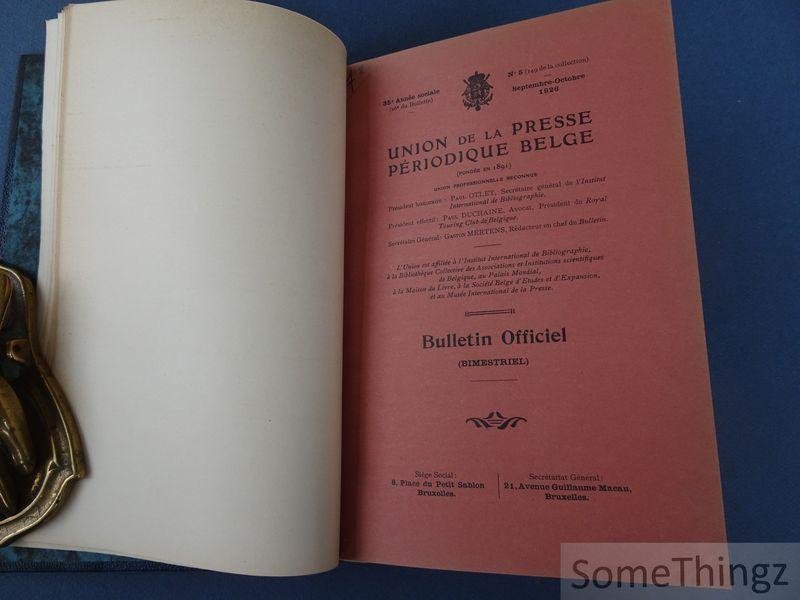 35e Année sociale
(26e du Bulletin)
No 5 (149 de la collection)
Septembre-Octobre
1926
UNION DE LA PRESSE
PÉRIODIQUE BELGE
(FONDÉE EN 1891)
UNION PROFESSIONNELLE RECONNUE
Président honoraire : PAUL OTLET, Secrétaire général de l'Institut
International de Bibliographie.
Président effectif : PAUL DUCHAINE, Avocat, Président du Royal
Touring Club de Belgique.
Secrétaire Général : GASTON MERTENS, Rédacteur en chef du Bulletin.
L'Union est affiliée à l'Institut International de Bibliographie,
à la Bibliothèque Collective des Associations et Institutions scientifiques
de Belgique, au Palais Mondial,
à la Maison du Livre, à la Société Belge d'Etudes et d'Expansion,
et au Musée International de la Presse.
Bulletin Officiel
(BIMESTRIEL)
Siège Social :
8, Place du Petit Sablon
Bruxelles.
Secrétariat Général :
21, Avenue Guillaume Macau,
Bruxelles.
SomeThingz